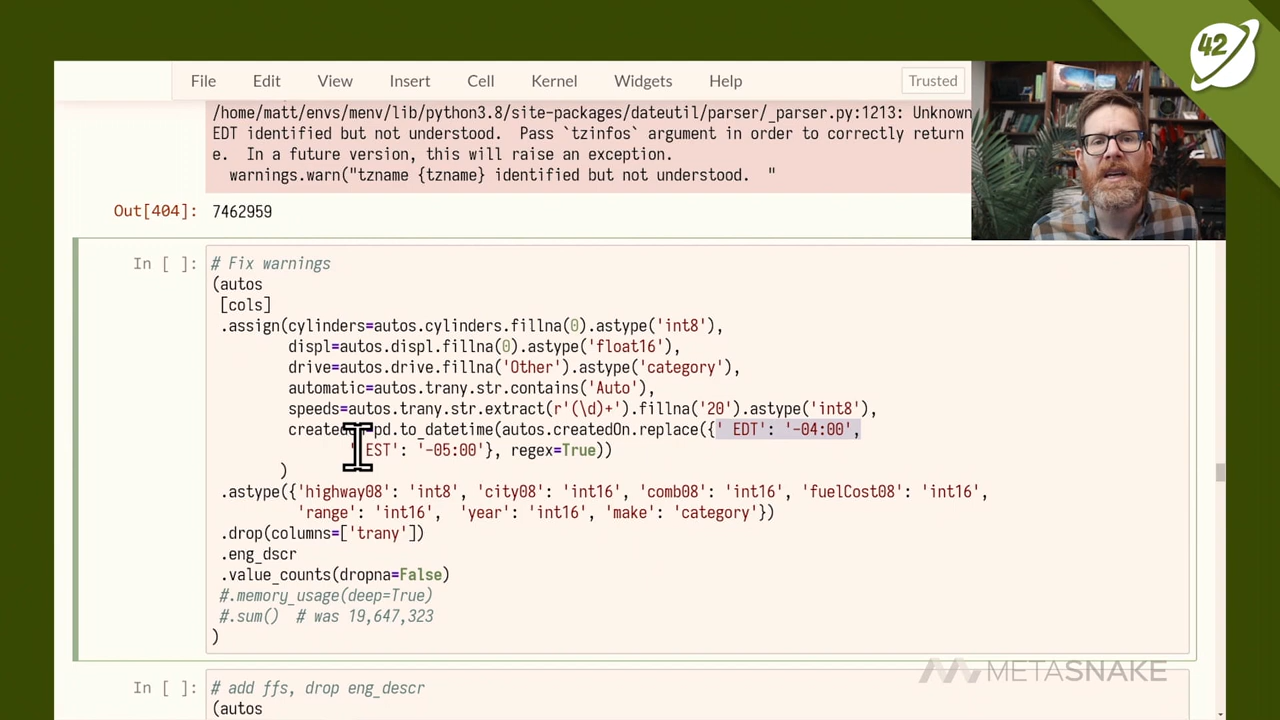 42
File Edit View Insert Cell Kernel Widgets Help Trusted
/home/matt/envs/menv/lib/python3.8/site-packages/dateutil/parser/_parser.py:1213: Unknown
EDT identified but not understood.  Pass `tzinfos` argument in order to correctly return
e.  In a future version, this will raise an exception.
  warnings.warn("tzname {tzname} identified but not understood.  "
Out[404]: 7462959
In [ ]: # Fix warnings
(autos
 [cols]
 .assign(cylinders=autos.cylinders.fillna(0).astype('int8'),
         displ=autos.displ.fillna(0).astype('float16'),
         drive=autos.drive.fillna('Other').astype('category'),
         automatic=autos.trany.str.contains('Auto'),
         speeds=autos.trany.str.extract(r'(\d)+').fillna('20').astype('int8'),
         createdOn=pd.to_datetime(autos.createdOn.replace({' EDT': '-04:00',
                 ' EST': '-05:00'}, regex=True))
        )
 .astype({'highway08': 'int8', 'city08': 'int16', 'comb08': 'int16', 'fuelCost08': 'int16',
          'range': 'int16',  'year': 'int16', 'make': 'category'})
 .drop(columns=['trany'])
 .eng_dscr
 .value_counts(dropna=False)
 #.memory_usage(deep=True)
 #.sum()  # was 19,647,323
)
METASNAKE
In [ ]: # add ffs, drop eng_descr
(autos